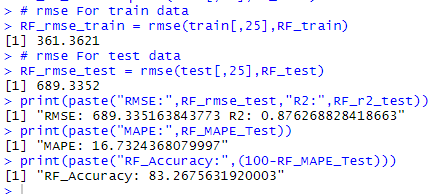 > # rmse For train data
> RF_rmse_train = rmse(train[,25],RF_train)
[1] 361.3621
> # rmse For test data
> RF_rmse_test = rmse(test[,25],RF_test)
[1] 689.3352
> print(paste("RMSE:",RF_rmse_test,"R2:",RF_r2_test))
[1] "RMSE: 689.335163843773 R2: 0.876268828418663"
> print(paste("MAPE:",RF_MAPE_Test))
[1] "MAPE: 16.7324368079997"
> print(paste("RF_Accuracy:",(100-RF_MAPE_Test)))
[1] "RF_Accuracy: 83.2675631920003"
>